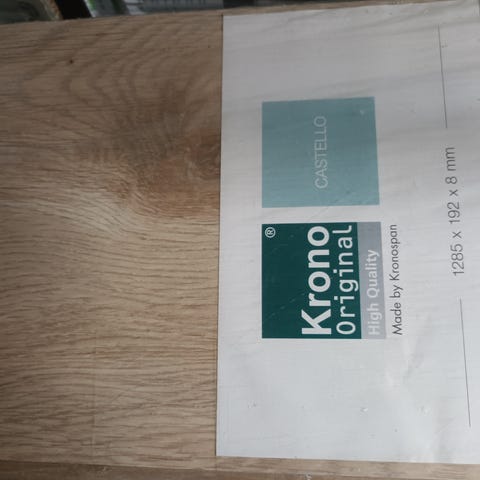 Krono®
Original
High Quality
Made by Kronospan
CASTELLO
1285 x 192 x 8 mm